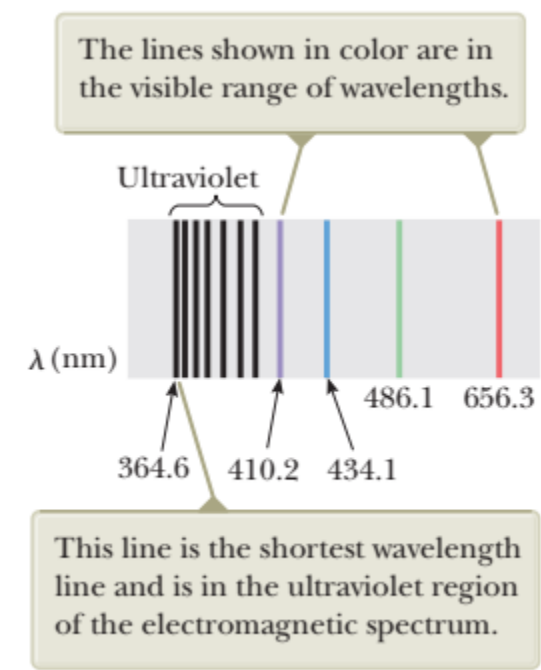 The lines shown in color are in
the visible range of wavelengths.
Ultraviolet
λ (nm)
486.1 656.3
364.6 410.2 434.1
This line is the shortest wavelength
line and is in the ultraviolet region
of the electromagnetic spectrum.